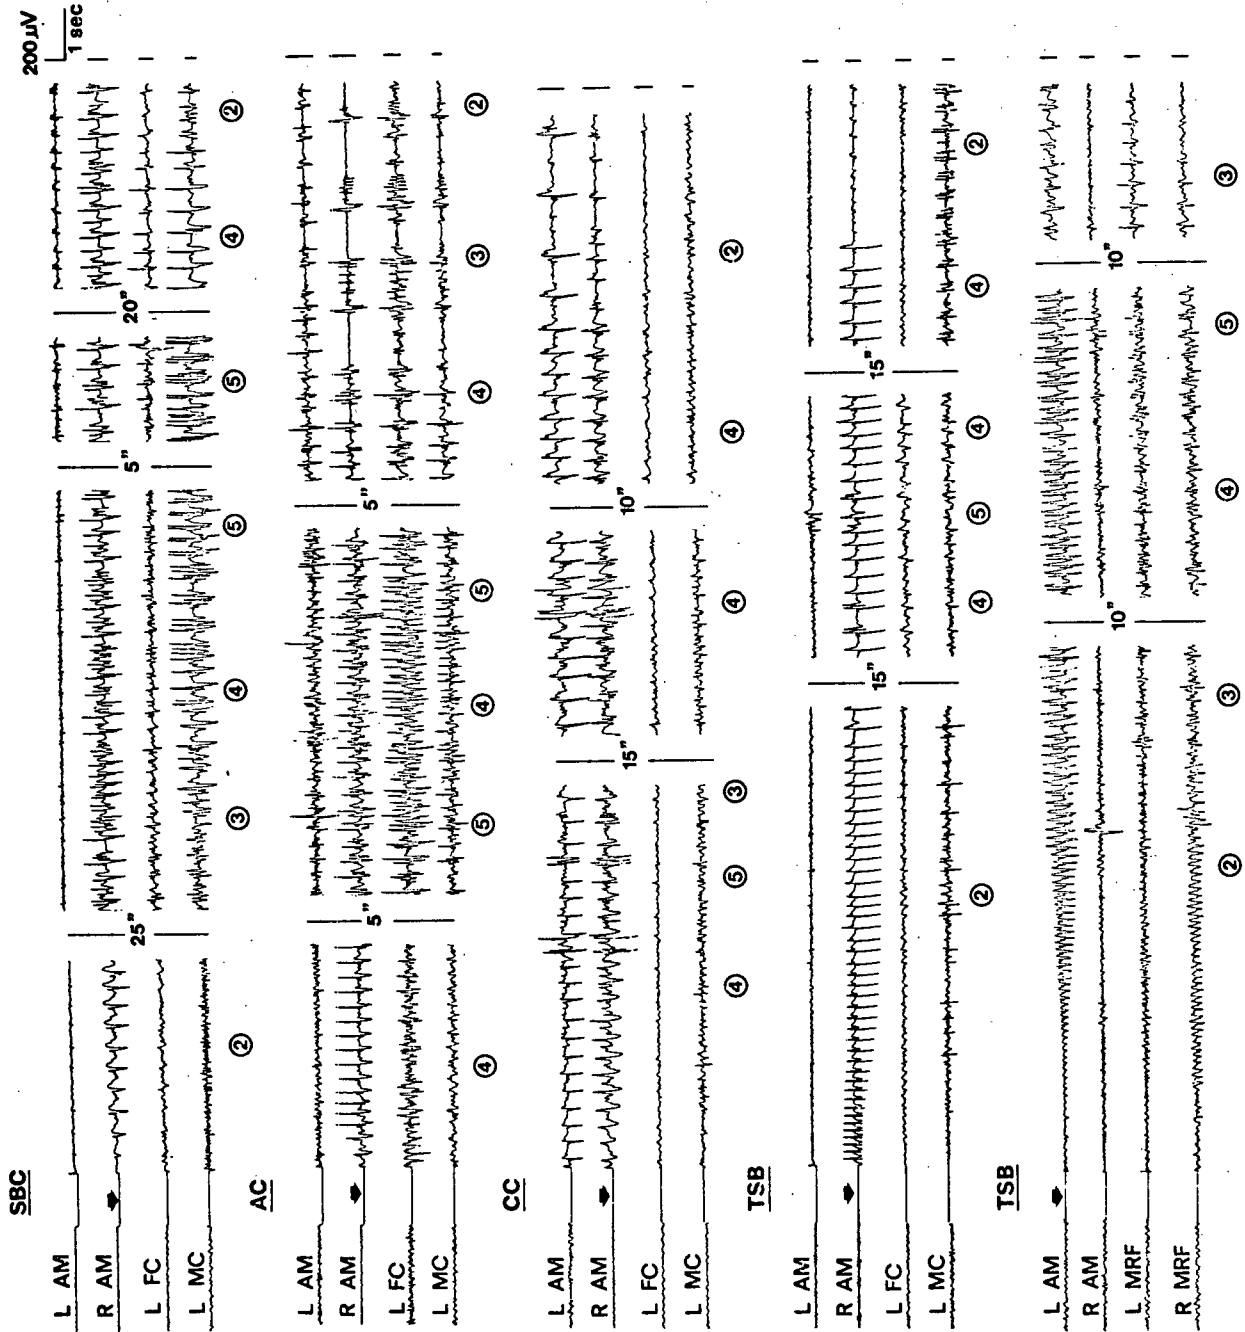 200 µV
1 sec
SBC
L AM
R AM
L FC
L MC
25" 5" 20"
② ③ ④ ⑤ ⑤ ④ ②
AC
L AM
R AM
L FC
L MC
5" 5"
④ ⑤ ④ ⑤ ④ ③ ②
CC
L AM
R AM
L FC
L MC
15" 10"
④ ⑤ ③ ④ ④ ②
TSB
L AM
R AM
L FC
L MC
15" 15"
② ④ ⑤ ④ ④ ②
TSB
L AM
R AM
L MRF
R MRF
10" 10"
② ③ ④ ⑤ ③